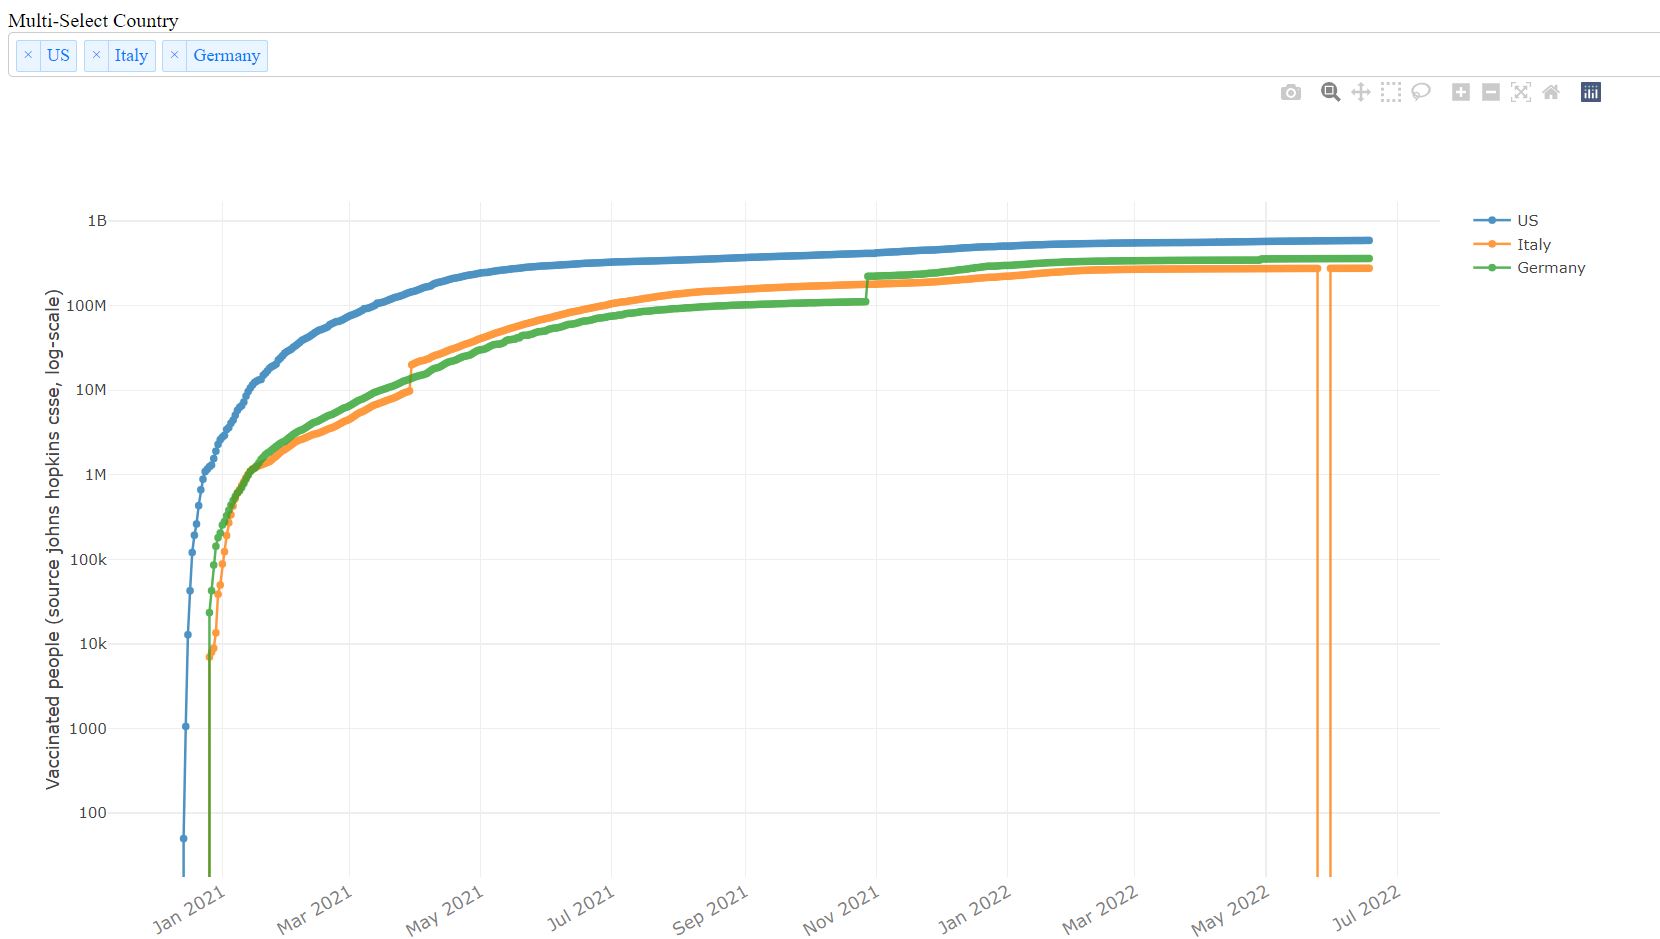 Multi-Select Country
× US × Italy × Germany
Vaccinated people (source johns hopkins csse, log-scale)
1B
100M
10M
1M
100k
10k
1000
100
Jan 2021
Mar 2021
May 2021
Jul 2021
Sep 2021
Nov 2021
Jan 2022
Mar 2022
May 2022
Jul 2022
US
Italy
Germany